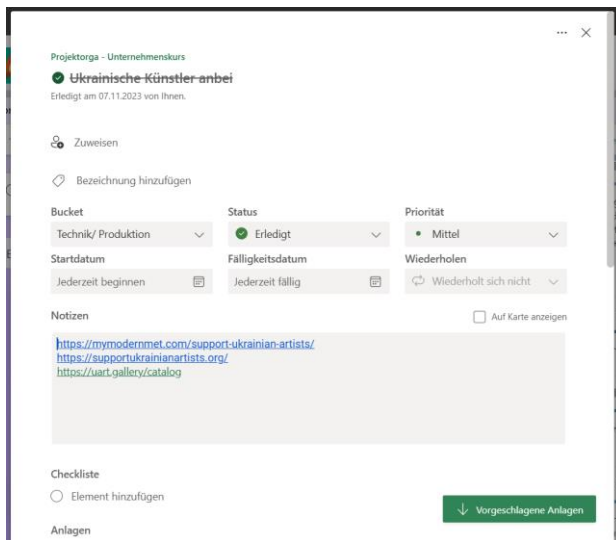 Projektorga - Unternehmenskurs
Ukrainische Künstler anbei
Erledigt am 07.11.2023 von Ihnen.
Zuweisen
Bezeichnung hinzufügen
Bucket Status Priorität
Technik/ Produktion Erledigt Mittel
Startdatum Fälligkeitsdatum Wiederholen
Jederzeit beginnen Jederzeit fällig Wiederholt sich nicht
Notizen Auf Karte anzeigen
https://mymodernmet.com/support-ukrainian-artists/
https://supportukrainianartists.org/
https://uart.gallery/catalog
Checkliste
Element hinzufügen
Vorgeschlagene Anlagen
Anlagen